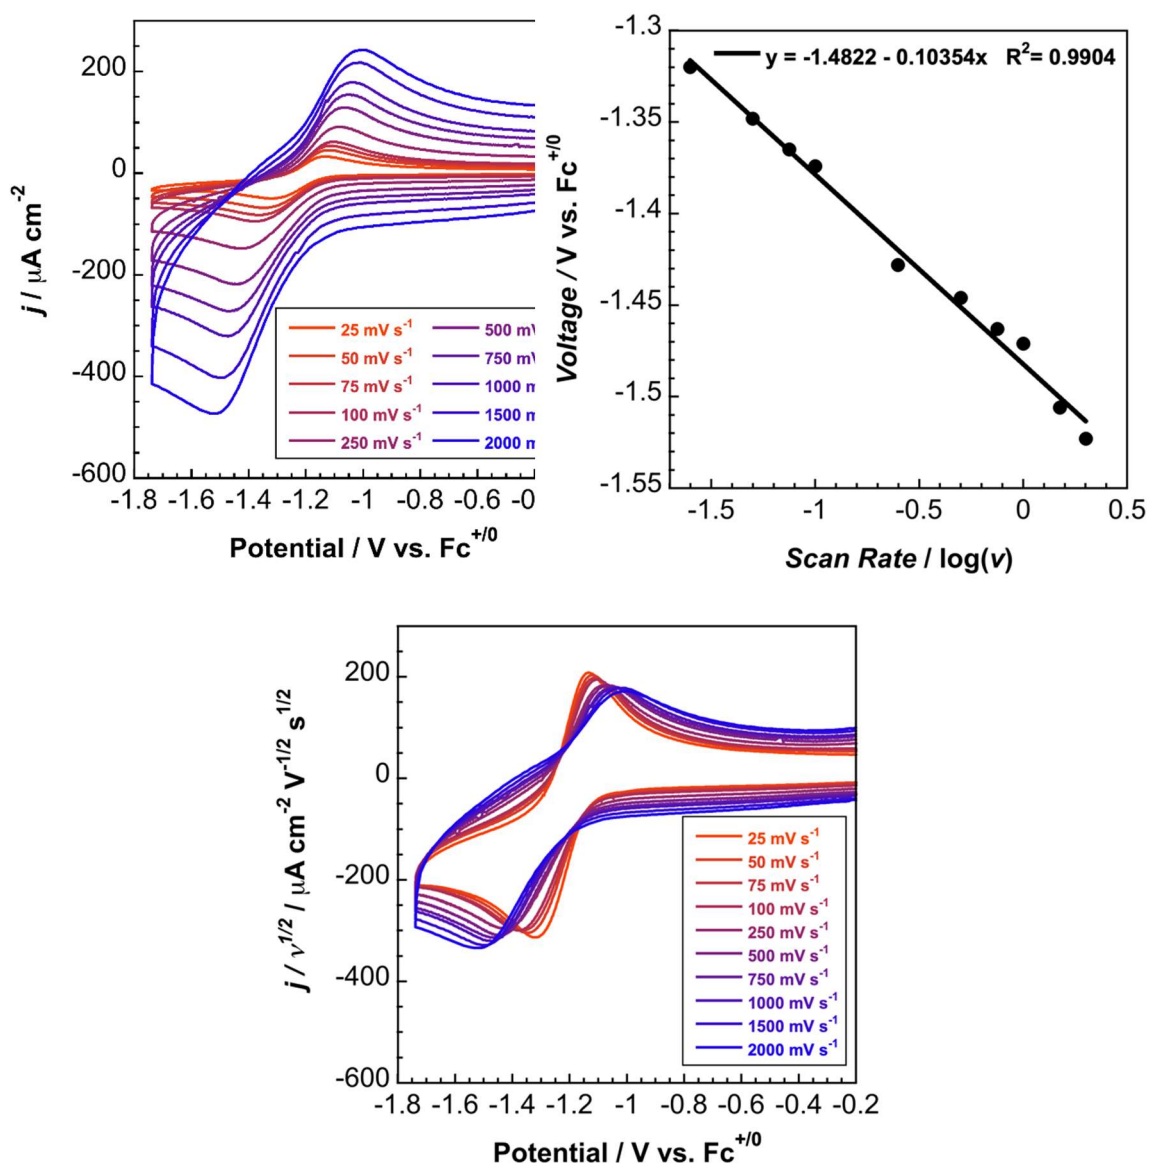 200
0
-200
-400
-600
j / µA cm⁻²
25 mV s⁻¹
50 mV s⁻¹
75 mV s⁻¹
100 mV s⁻¹
250 mV s⁻¹
500 mV
750 mV
1000 m
1500 m
2000 m
-1.8 -1.6 -1.4 -1.2 -1 -0.8 -0.6 -0.
Potential / V vs. Fc⁺/⁰
-1.3
-1.35
-1.4
-1.45
-1.5
-1.55
Voltage / V vs. Fc⁺/⁰
y = -1.4822 - 0.10354x R²= 0.9904
-1.5 -1 -0.5 0 0.5
Scan Rate / log(v)
200
0
-200
-400
-600
j / v¹/² / µA cm⁻² V⁻¹/² s¹/²
25 mV s⁻¹
50 mV s⁻¹
75 mV s⁻¹
100 mV s⁻¹
250 mV s⁻¹
500 mV s⁻¹
750 mV s⁻¹
1000 mV s⁻¹
1500 mV s⁻¹
2000 mV s⁻¹
-1.8 -1.6 -1.4 -1.2 -1 -0.8 -0.6 -0.4 -0.2
Potential / V vs. Fc⁺/⁰